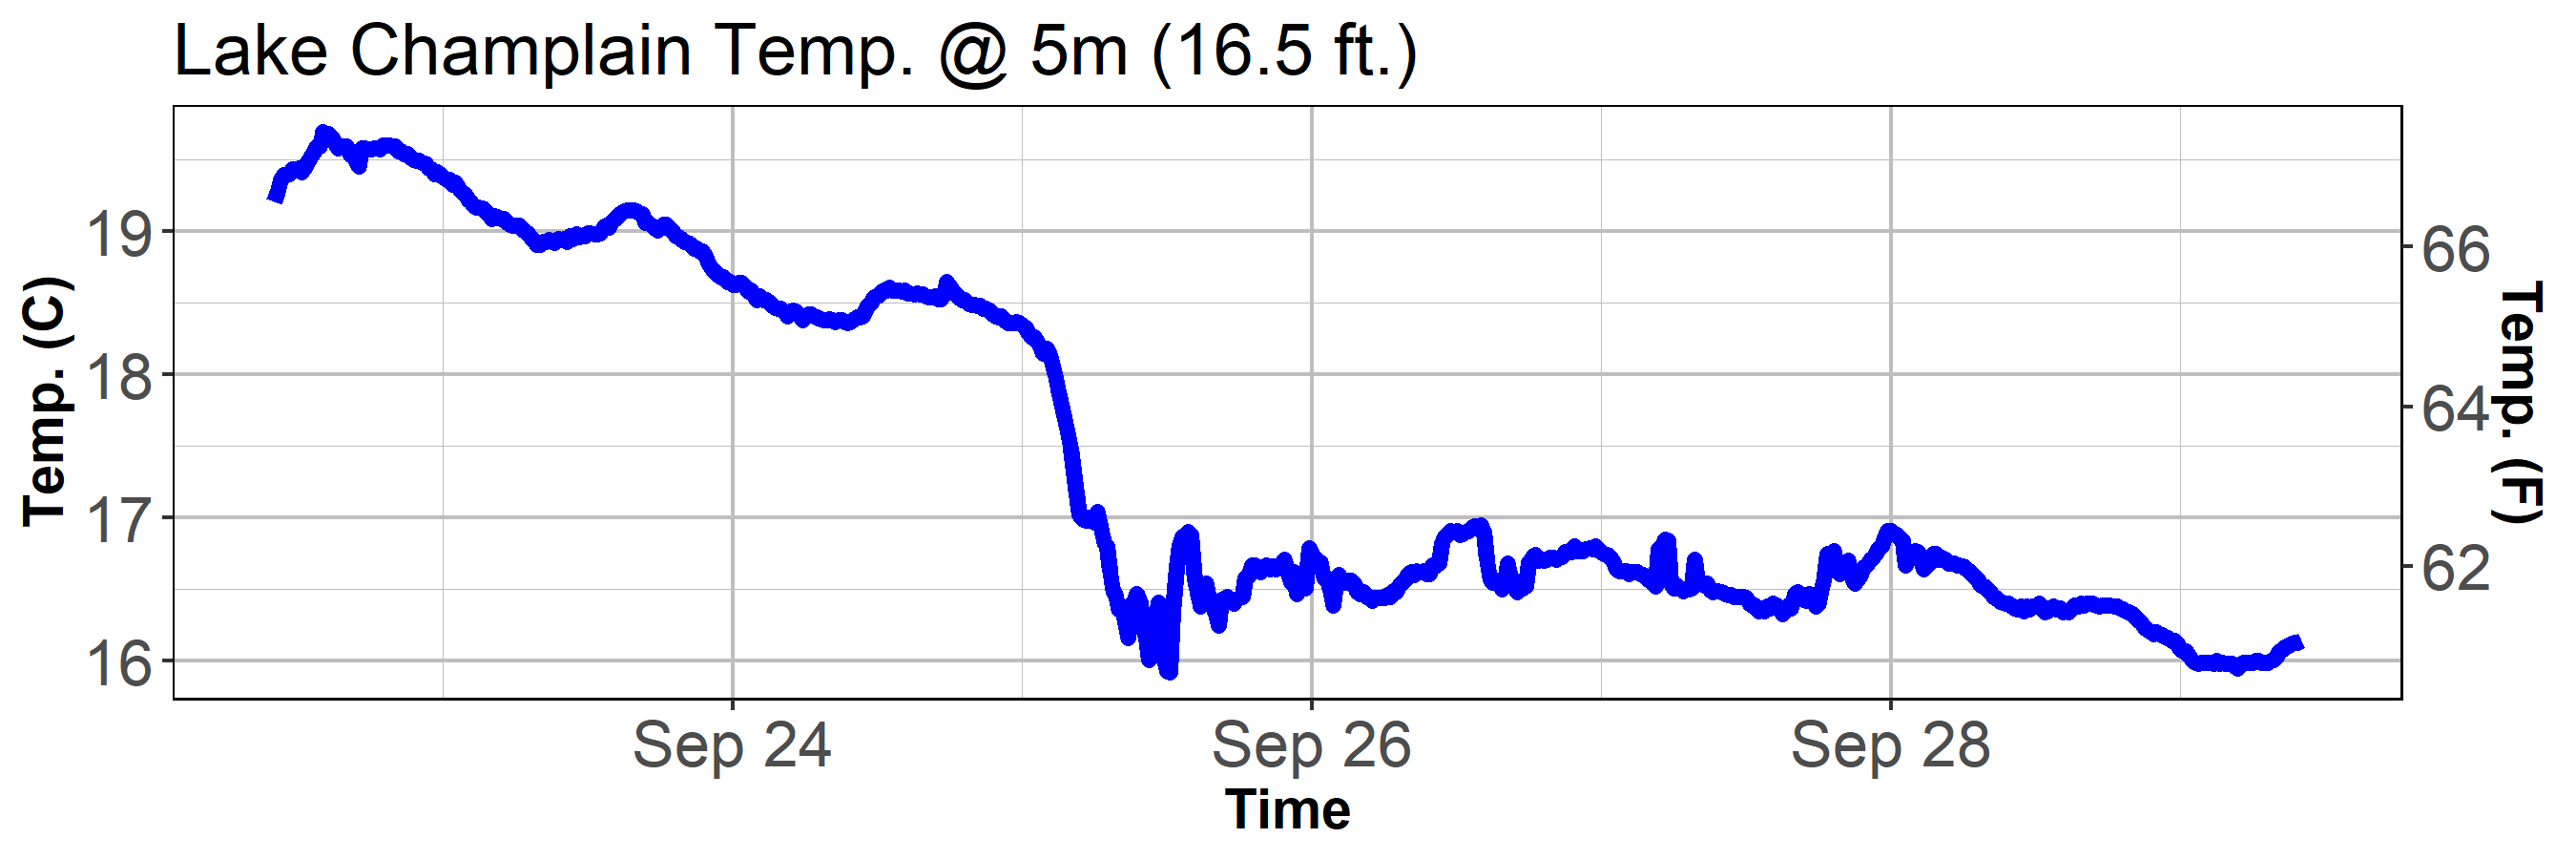 Lake Champlain Temp. @ 5m (16.5 ft.)
Temp. (C)
19
18
17
16
66
64
62
Temp. (F)
Sep 24
Sep 26
Sep 28
Time